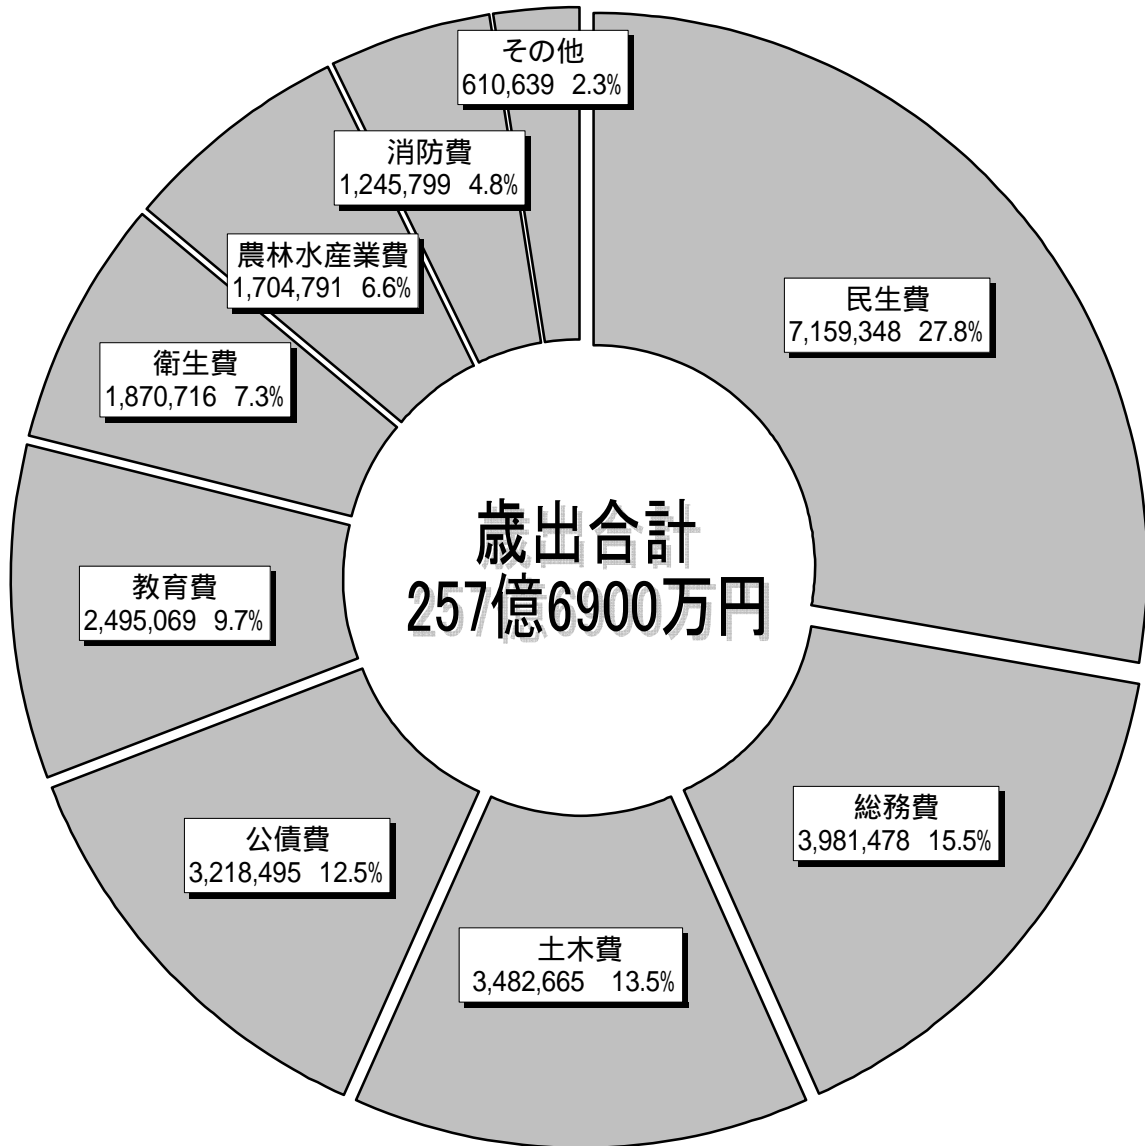 その他
610,639 2.3%
消防費
1,245,799 4.8%
農林水産業費
1,704,791 6.6%
民生費
7,159,348 27.8%
衛生費
1,870,716 7.3%
歳出合計
257億6900万円
教育費
2,495,069 9.7%
総務費
3,981,478 15.5%
公債費
3,218,495 12.5%
土木費
3,482,665 13.5%